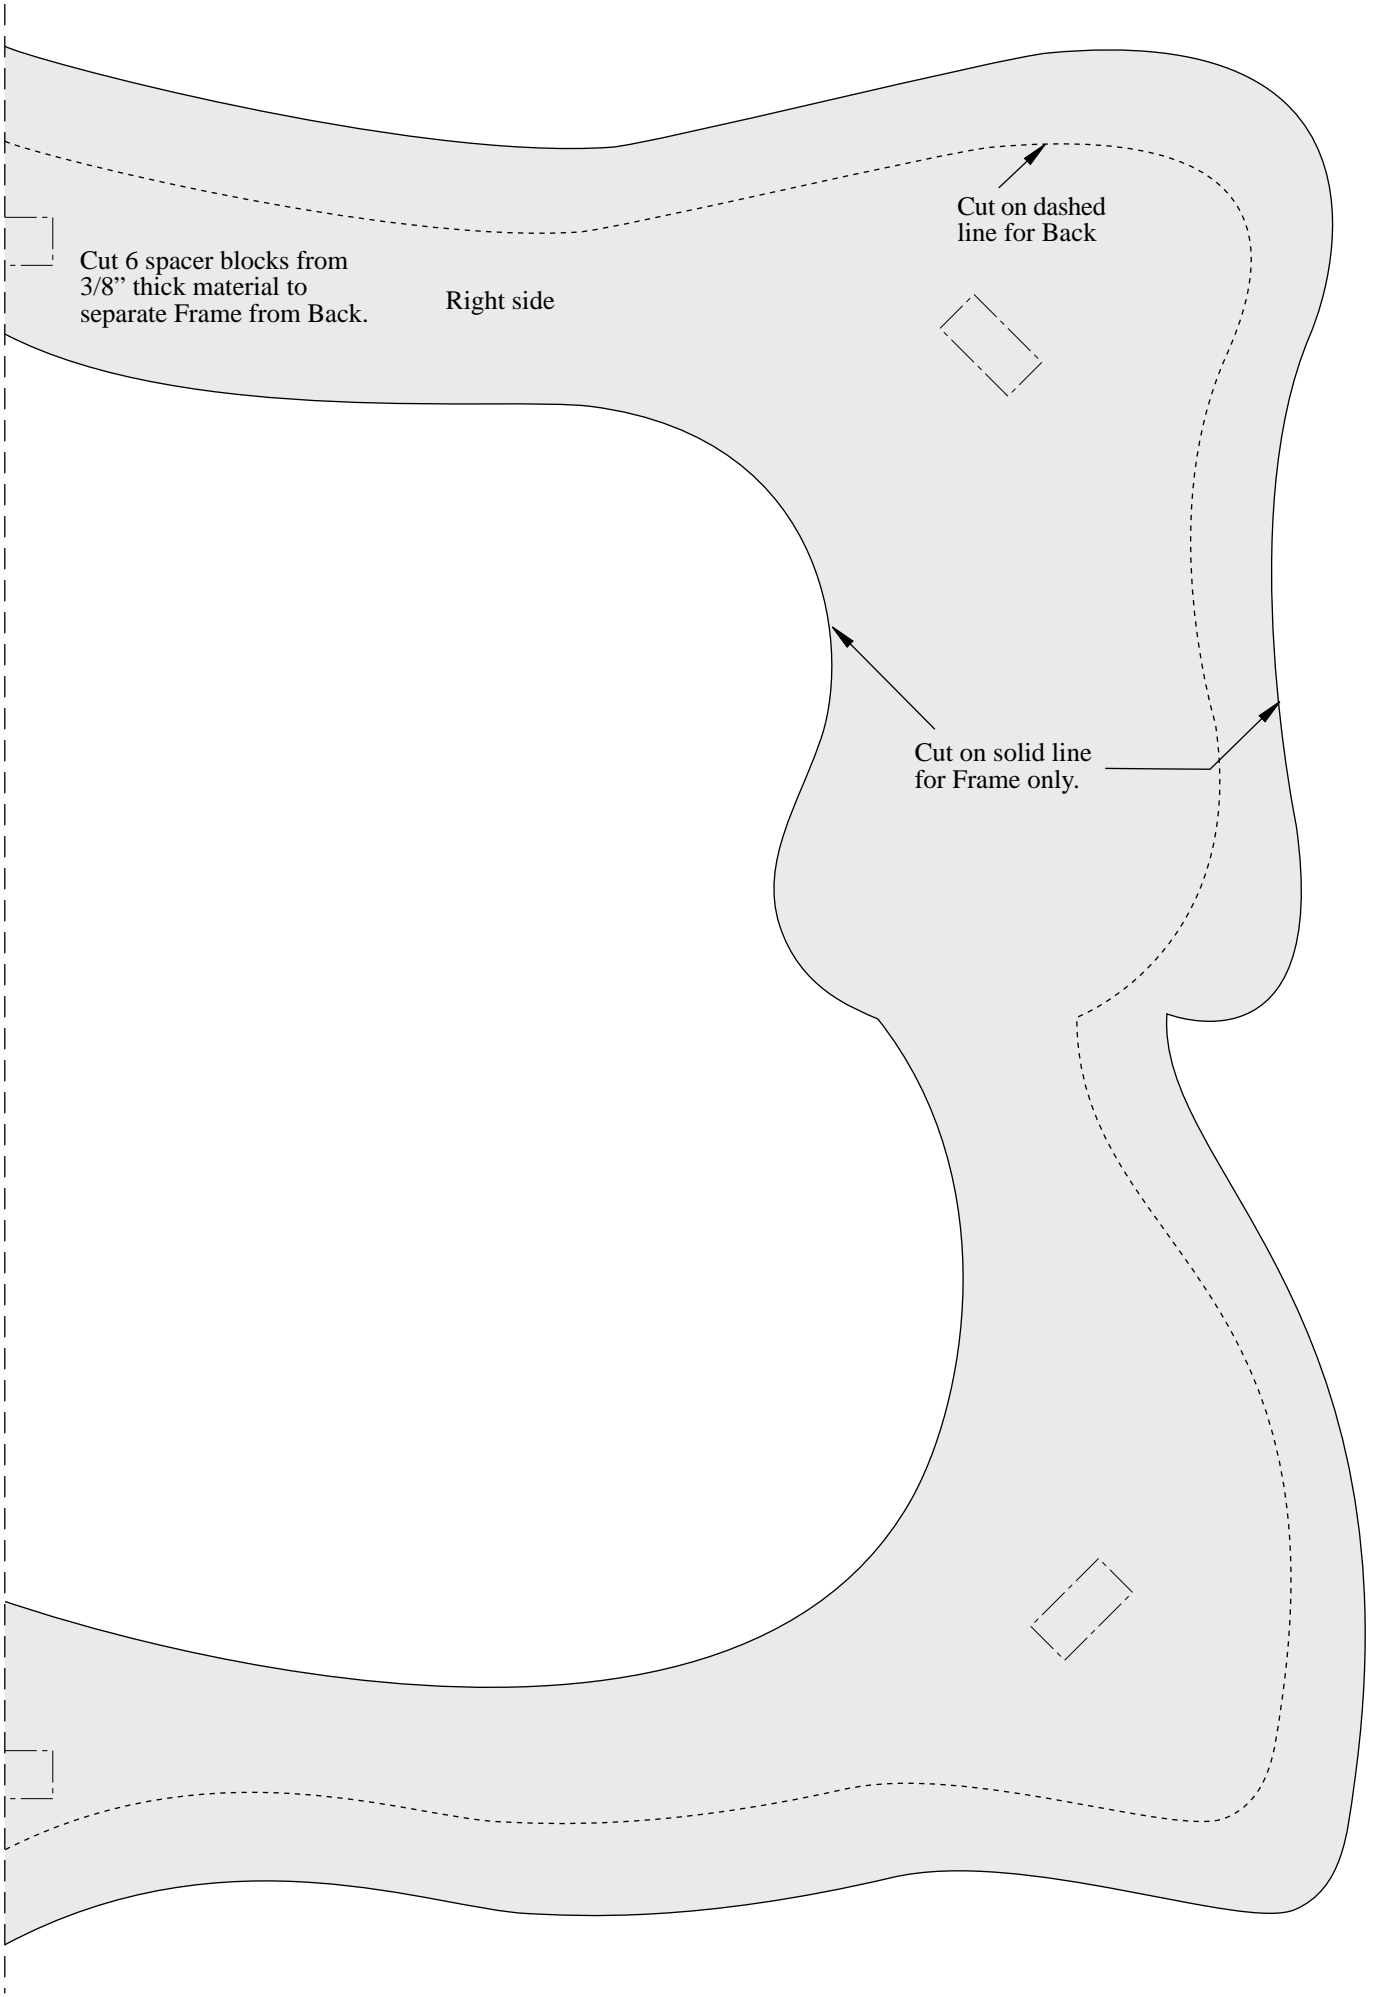 Cut on dashed
line for Back
Cut 6 spacer blocks from
3/8” thick material to
separate Frame from Back.
Right side
Cut on solid line
for Frame only.